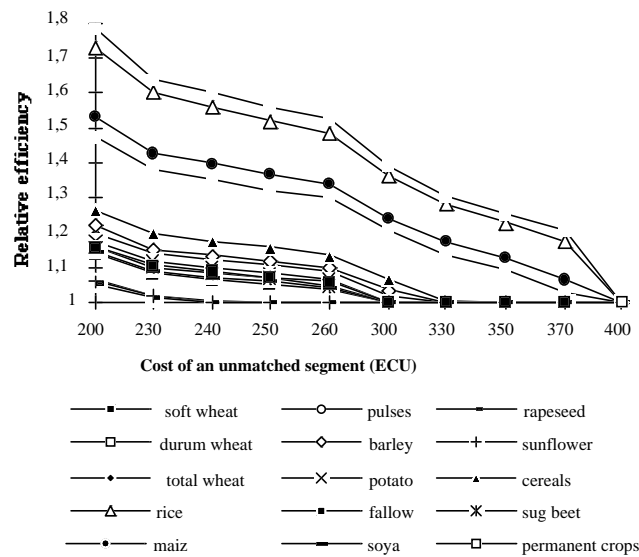 1,8
1,7
1,6
1,5
1,4
1,3
1,2
1,1
1
Relative efficiency
200 230 240 250 260 300 330 350 370 400
Cost of an unmatched segment (ECU)
soft wheat pulses rapeseed
durum wheat barley sunflower
total wheat potato cereals
rice fallow sug beet
maiz soya permanent crops